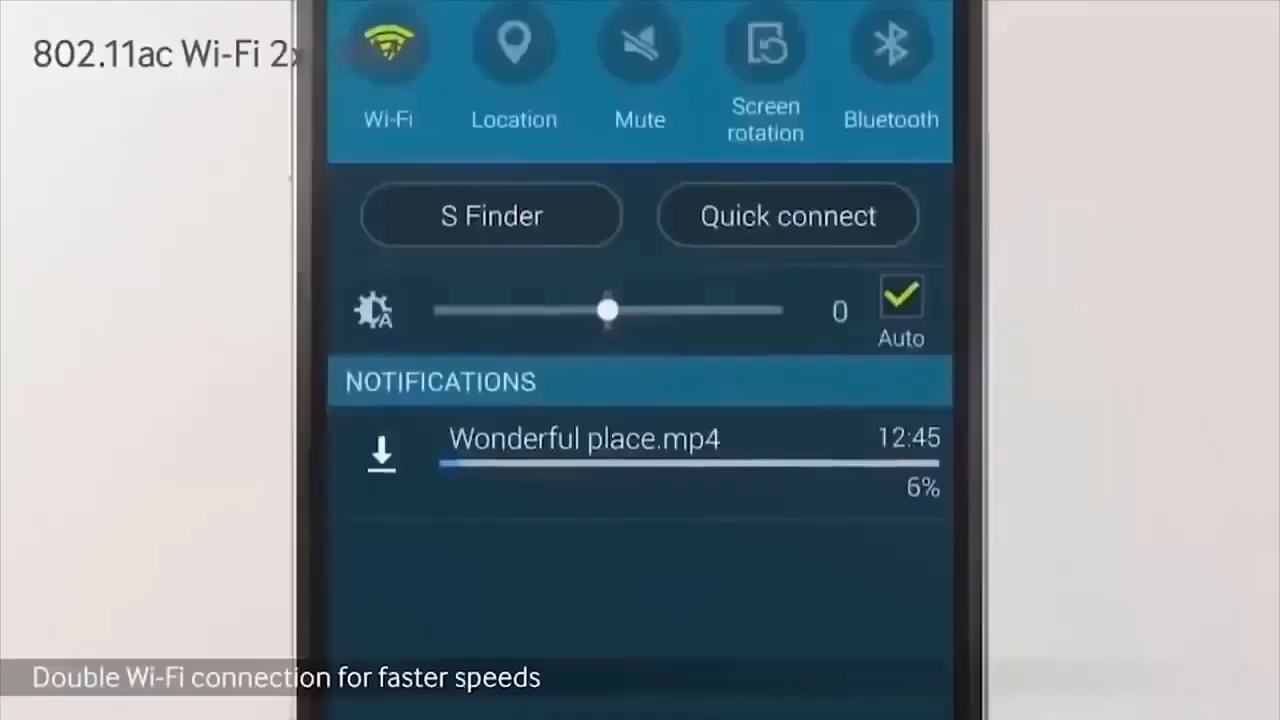 802.11ac Wi-Fi 2x
Wi-Fi
Location
Mute
Screen
rotation
Bluetooth
S Finder
Quick connect
A
0
Auto
NOTIFICATIONS
Wonderful place.mp4
12:45
6%
Double Wi-Fi connection for faster speeds